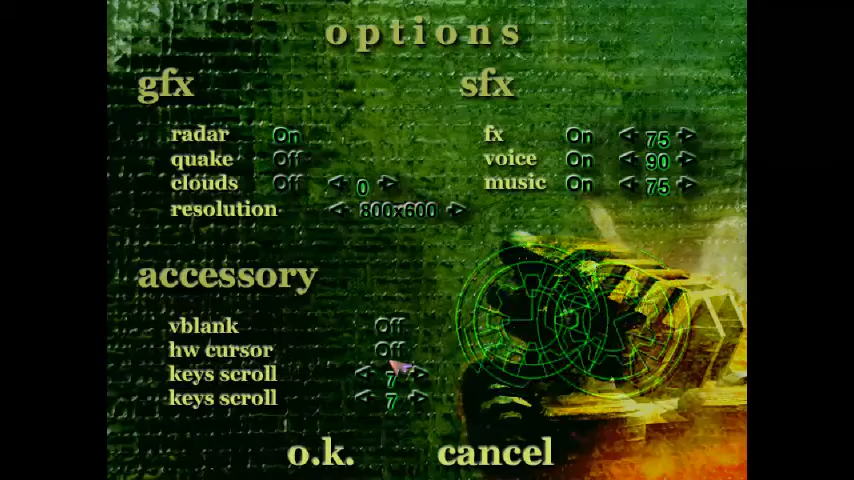 options
gfx
sfx
radar On
quake Off
clouds Off 0
resolution 800x600
fx On 75
voice On 90
music On 75
accessory
vblank Off
hw cursor Off
keys scroll 7
keys scroll 7
o.k. cancel